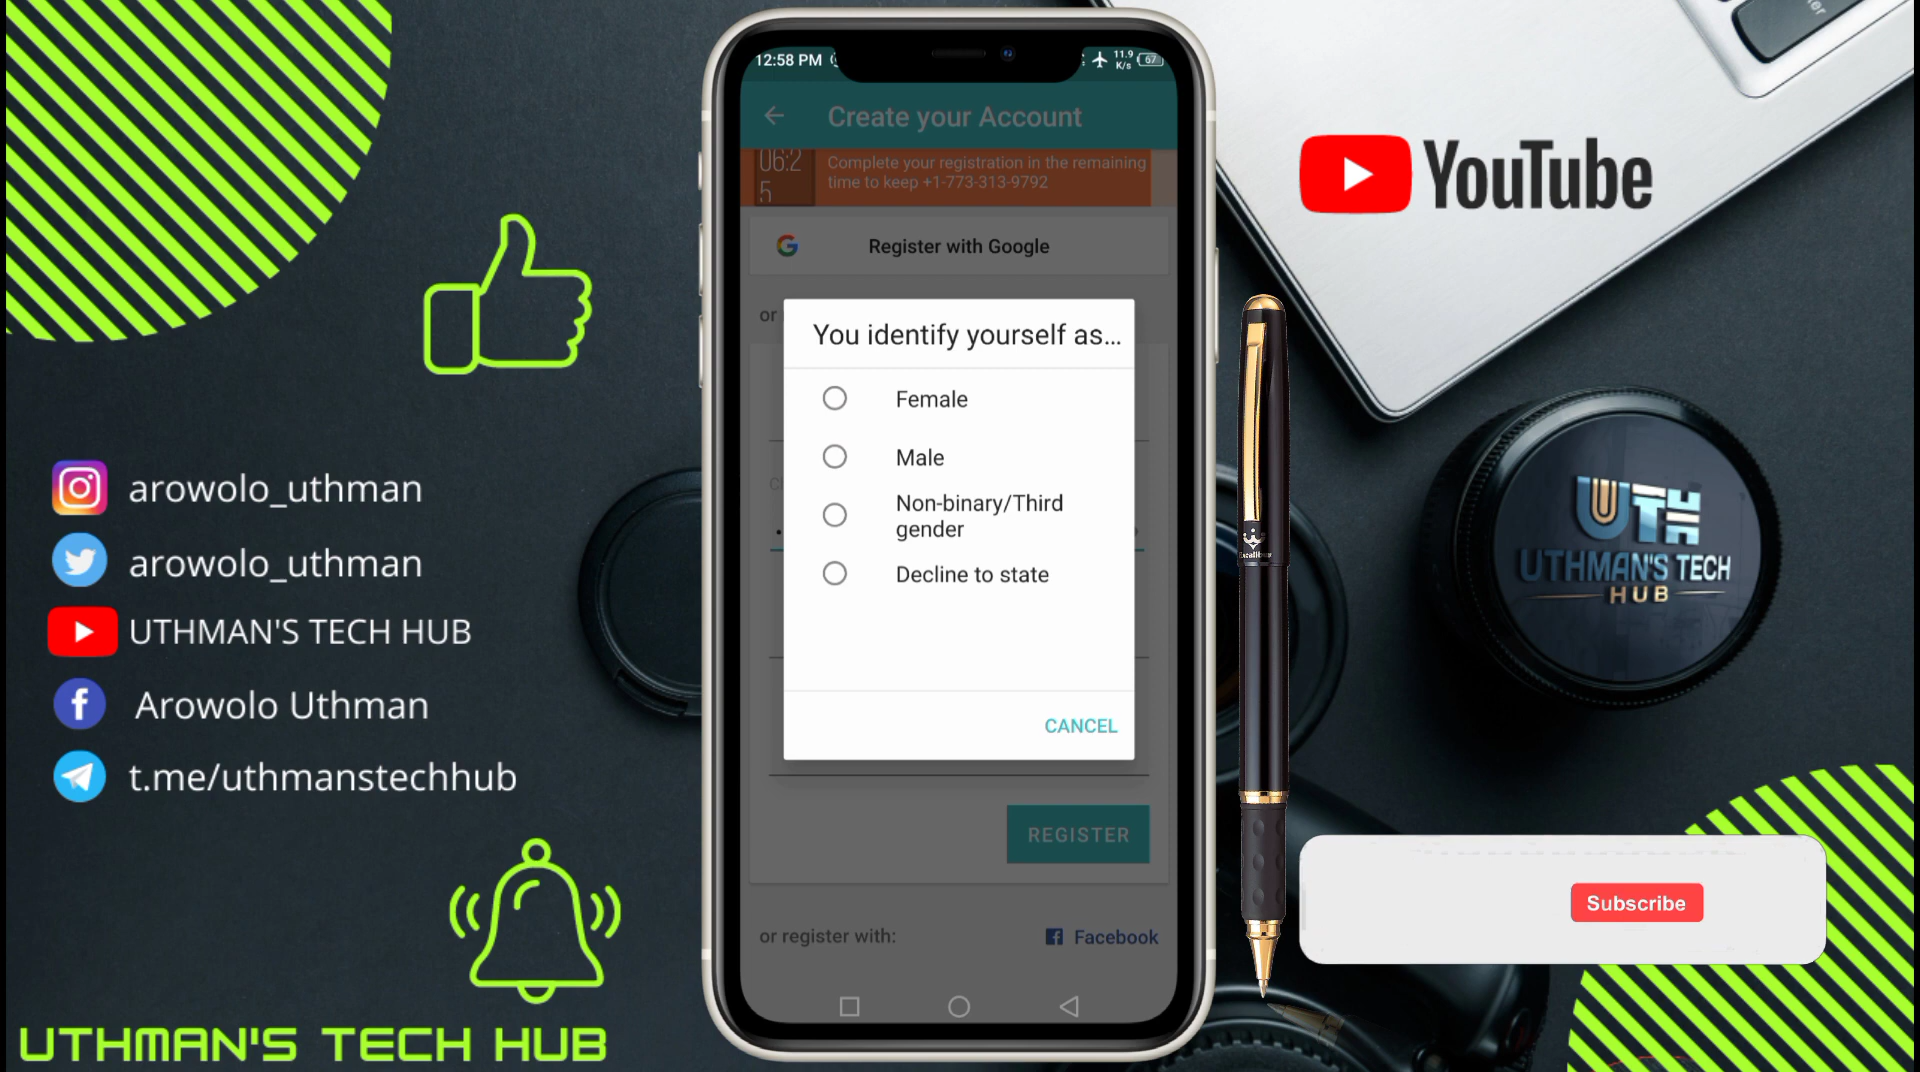 12:58 PM
11.9
K/s
67
Create your Account
06:2
5
Complete your registration in the remaining
time to keep +1-773-313-9792
Register with Google
or
You identify yourself as...
Female
Male
Non-binary/Third
gender
Decline to state
CANCEL
REGISTER
or register with:
Facebook
arowolo_uthman
arowolo_uthman
UTHMAN'S TECH HUB
Arowolo Uthman
t.me/uthmanstechhub
UTHMAN'S TECH HUB
YouTube
UTH
UTHMAN'S TECH
HUB
Subscribe